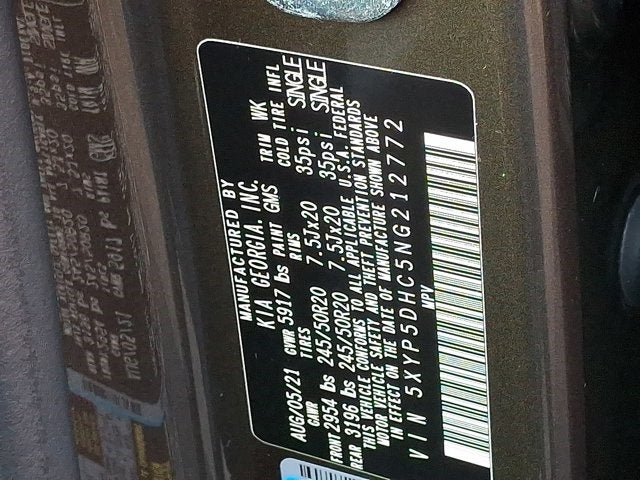 MANUFACTURED BY
KIA GEORGIA, INC.
AUG/05/21 GVWR 5917 lbs PAINT GMS TRIM WK
GAWR TIRES RMS COLD TIRE INFL
FRONT 2954 lbs 245/50R20 7.5Jx20 35psi SINGLE
REAR 3196 lbs 245/50R20 7.5Jx20 35psi SINGLE
THIS VEHICLE CONFORMS TO ALL APPLICABLE U.S.A. FEDERAL
MOTOR VEHICLE SAFETY AND THEFT PREVENTION STANDARDS
IN EFFECT ON THE DATE OF MANUFACTURE SHOWN ABOVE
VIN 5XYP5DHC5NG212772
MPV